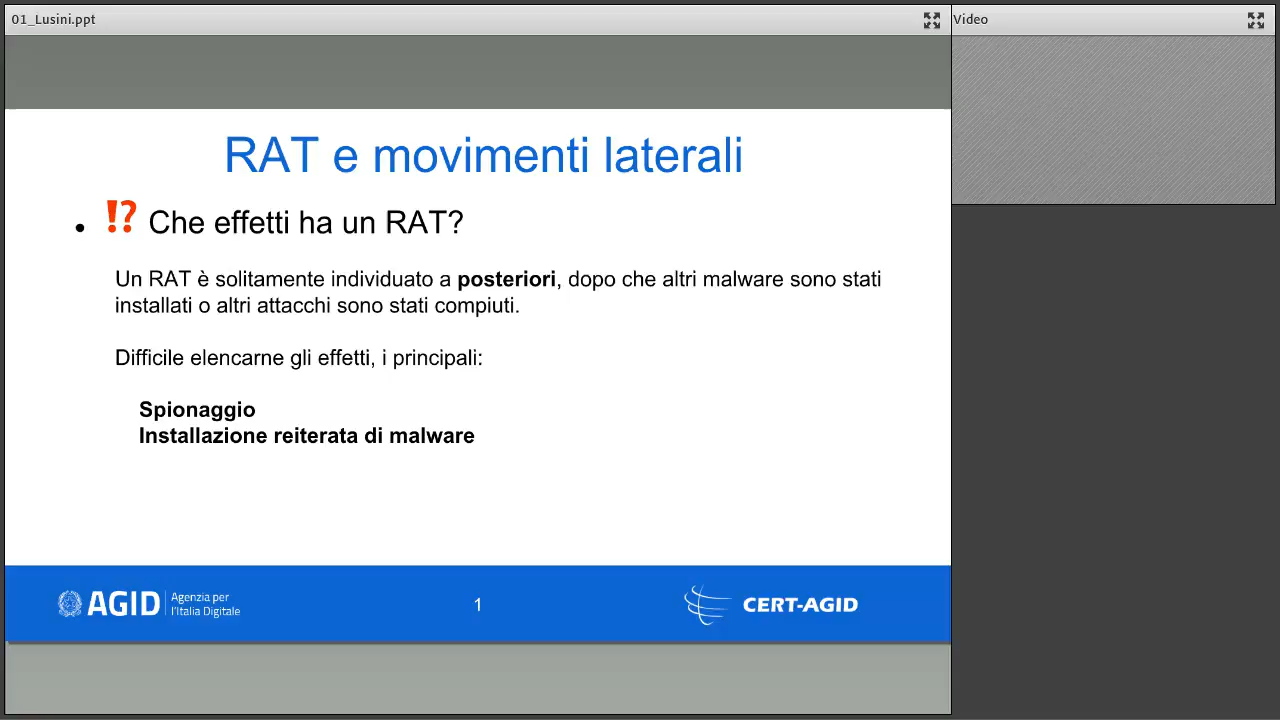 01_Lusini.ppt
Video
RAT e movimenti laterali
• ⁉ Che effetti ha un RAT?
Un RAT è solitamente individuato a posteriori, dopo che altri malware sono stati
installati o altri attacchi sono stati compiuti.
Difficile elencarne gli effetti, i principali:
Spionaggio
Installazione reiterata di malware
AGID Agenzia per
l'Italia Digitale
1
CERT-AGID